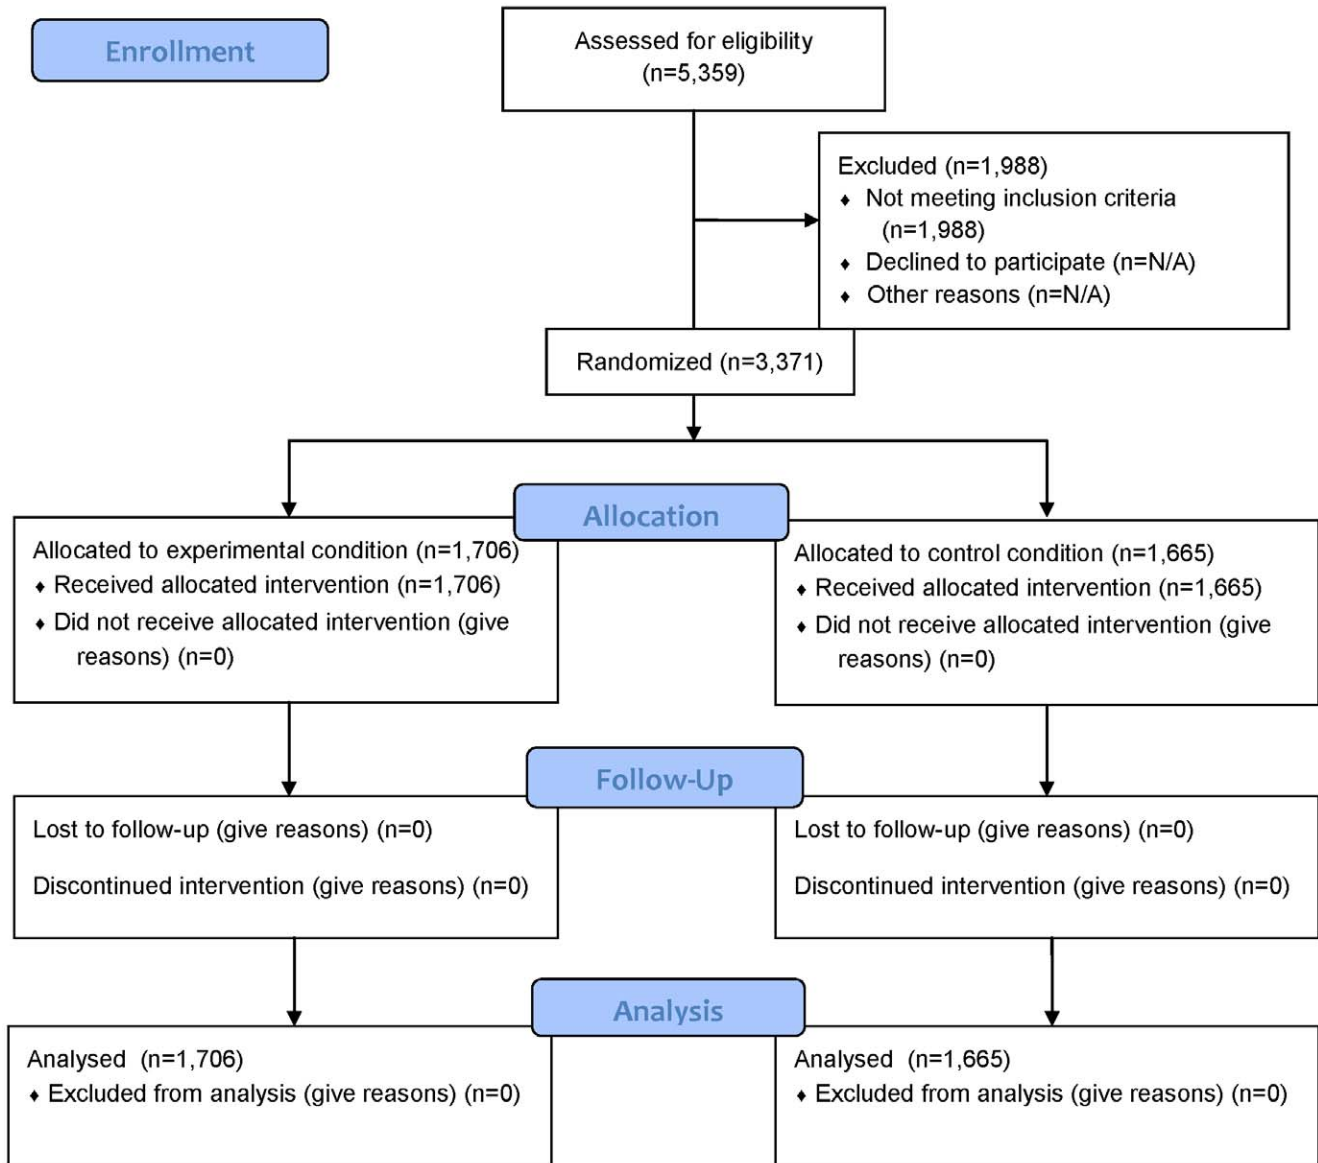 Enrollment
Assessed for eligibility
(n=5,359)
Excluded (n=1,988)
♦ Not meeting inclusion criteria
(n=1,988)
♦ Declined to participate (n=N/A)
♦ Other reasons (n=N/A)
Randomized (n=3,371)
Allocation
Allocated to experimental condition (n=1,706)
♦ Received allocated intervention (n=1,706)
♦ Did not receive allocated intervention (give
reasons) (n=0)
Allocated to control condition (n=1,665)
♦ Received allocated intervention (n=1,665)
♦ Did not receive allocated intervention (give
reasons) (n=0)
Follow-Up
Lost to follow-up (give reasons) (n=0)
Discontinued intervention (give reasons) (n=0)
Lost to follow-up (give reasons) (n=0)
Discontinued intervention (give reasons) (n=0)
Analysis
Analysed (n=1,706)
♦ Excluded from analysis (give reasons) (n=0)
Analysed (n=1,665)
♦ Excluded from analysis (give reasons) (n=0)